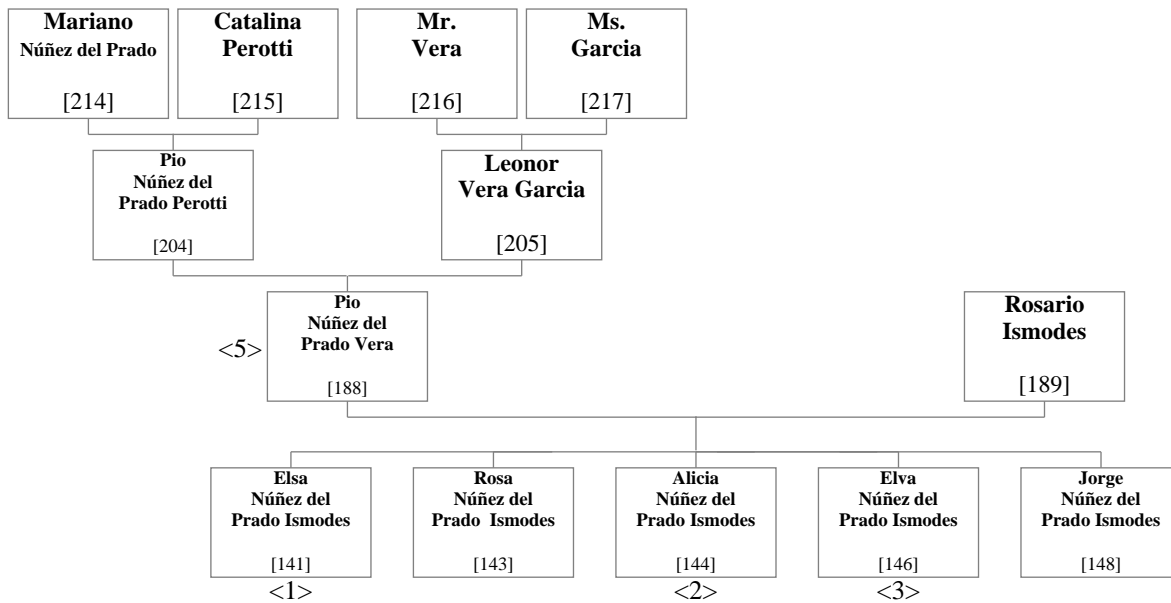 Mariano
Núñez del Prado
[214]
Catalina
Perotti
[215]
Mr.
Vera
[216]
Ms.
Garcia
[217]
Pio
Núñez del
Prado Perotti
[204]
Leonor
Vera Garcia
[205]
<5>
Pio
Núñez del
Prado Vera
[188]
Rosario
Ismodes
[189]
Elsa
Núñez del
Prado Ismodes
[141]
<1>
Rosa
Núñez del
Prado Ismodes
[143]
Alicia
Núñez del
Prado Ismodes
[144]
<2>
Elva
Núñez del
Prado Ismodes
[146]
<3>
Jorge
Núñez del
Prado Ismodes
[148]